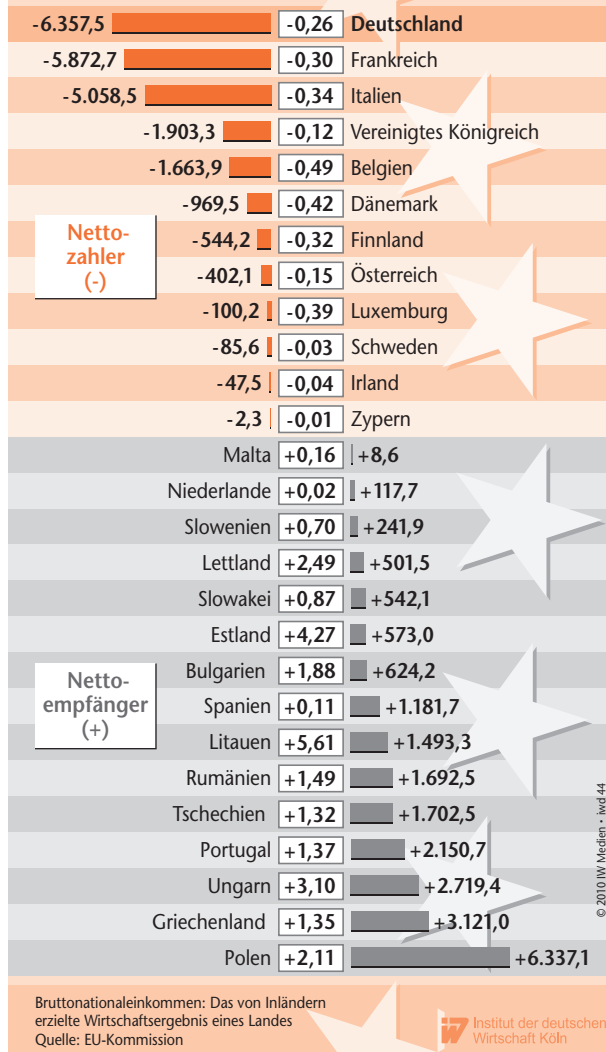 -6.357,5 -0,26 Deutschland
-5.872,7 -0,30 Frankreich
-5.058,5 -0,34 Italien
-1.903,3 -0,12 Vereinigtes Königreich
-1.663,9 -0,49 Belgien
-969,5 -0,42 Dänemark
Netto-
zahler
(-)
-544,2 -0,32 Finnland
-402,1 -0,15 Österreich
-100,2 -0,39 Luxemburg
-85,6 -0,03 Schweden
-47,5 -0,04 Irland
-2,3 -0,01 Zypern
Malta +0,16 +8,6
Niederlande +0,02 +117,7
Slowenien +0,70 +241,9
Lettland +2,49 +501,5
Slowakei +0,87 +542,1
Estland +4,27 +573,0
Netto-
empfänger
(+)
Bulgarien +1,88 +624,2
Spanien +0,11 +1.181,7
Litauen +5,61 +1.493,3
Rumänien +1,49 +1.692,5
Tschechien +1,32 +1.702,5
Portugal +1,37 +2.150,7
Ungarn +3,10 +2.719,4
Griechenland +1,35 +3.121,0
Polen +2,11 +6.337,1
© 2010 IW Medien · iwd 44
Bruttonationaleinkommen: Das von Inländern
erzielte Wirtschaftsergebnis eines Landes
Quelle: EU-Kommission
iw Institut der deutschen
Wirtschaft Köln